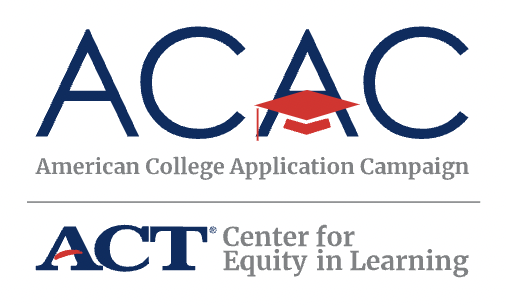 ACAC
American College Application Campaign
ACT® Center for
Equity in Learning